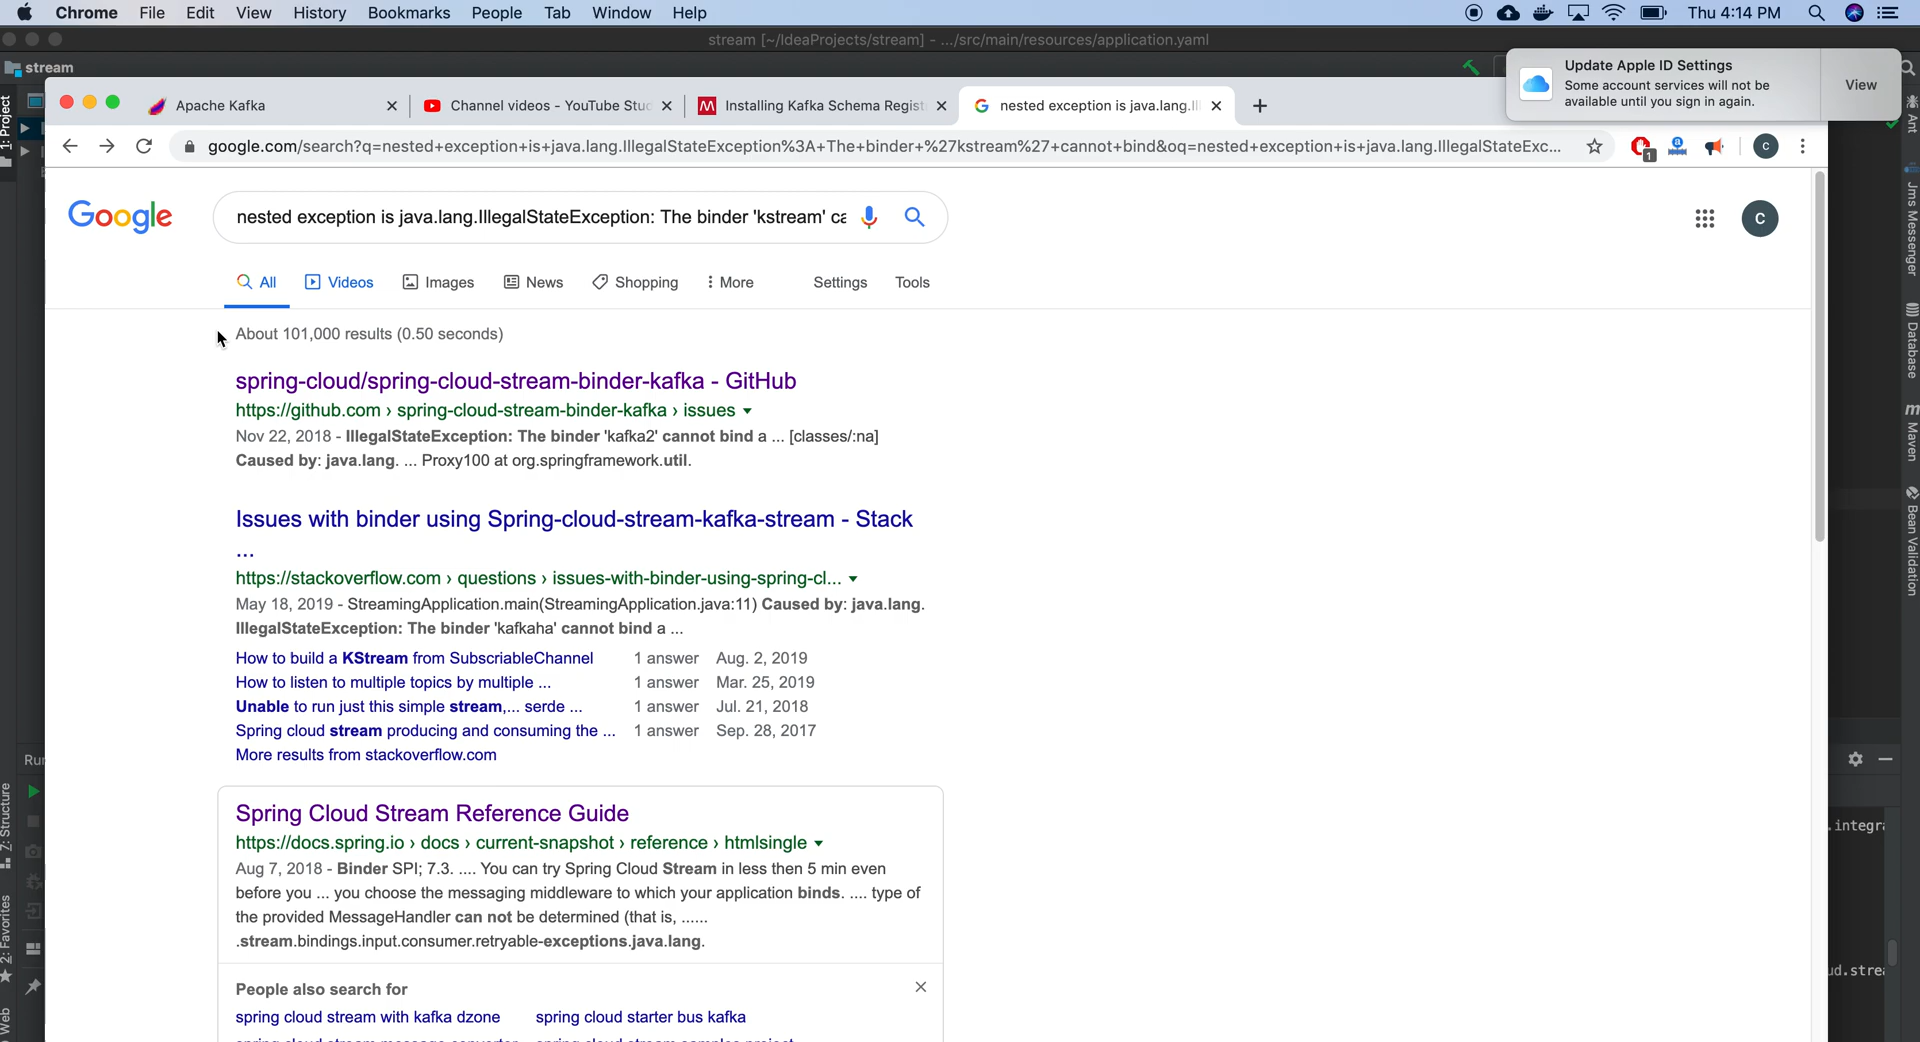 Chrome File Edit View History Bookmarks People Tab Window Help Thu 4:14 PM
stream [~/IdeaProjects/stream] - .../src/main/resources/application.yaml
stream
Update Apple ID Settings
Some account services will not be
available until you sign in again.
View
Apache Kafka
Channel videos - YouTube Stud
Installing Kafka Schema Regist
nested exception is java.lang.Ill
google.com/search?q=nested+exception+is+java.lang.IllegalStateException%3A+The+binder+%27kstream%27+cannot+bind&oq=nested+exception+is+java.lang.IllegalStateExc...
1
C
Google
nested exception is java.lang.IllegalStateException: The binder 'kstream' ca
C
All Videos Images News Shopping More Settings Tools
About 101,000 results (0.50 seconds)
spring-cloud/spring-cloud-stream-binder-kafka - GitHub
https://github.com › spring-cloud-stream-binder-kafka › issues
Nov 22, 2018 - IllegalStateException: The binder 'kafka2' cannot bind a ... [classes/:na]
Caused by: java.lang. ... Proxy100 at org.springframework.util.
Issues with binder using Spring-cloud-stream-kafka-stream - Stack
...
https://stackoverflow.com › questions › issues-with-binder-using-spring-cl...
May 18, 2019 - StreamingApplication.main(StreamingApplication.java:11) Caused by: java.lang.
IllegalStateException: The binder 'kafkaha' cannot bind a ...
How to build a KStream from SubscriableChannel 1 answer Aug. 2, 2019
How to listen to multiple topics by multiple ... 1 answer Mar. 25, 2019
Unable to run just this simple stream,... serde ... 1 answer Jul. 21, 2018
Spring cloud stream producing and consuming the ... 1 answer Sep. 28, 2017
More results from stackoverflow.com
Spring Cloud Stream Reference Guide
https://docs.spring.io › docs › current-snapshot › reference › htmlsingle
Aug 7, 2018 - Binder SPI; 7.3. .... You can try Spring Cloud Stream in less then 5 min even
before you ... you choose the messaging middleware to which your application binds. .... type of
the provided MessageHandler can not be determined (that is, ......
.stream.bindings.input.consumer.retryable-exceptions.java.lang.
People also search for
spring cloud stream with kafka dzone spring cloud starter bus kafka
1: Project
Run
Z: Structure
2: Favorites
Web
Ant
Jms Messenger
Database
Maven
Bean Validation
.integra
ud.strea